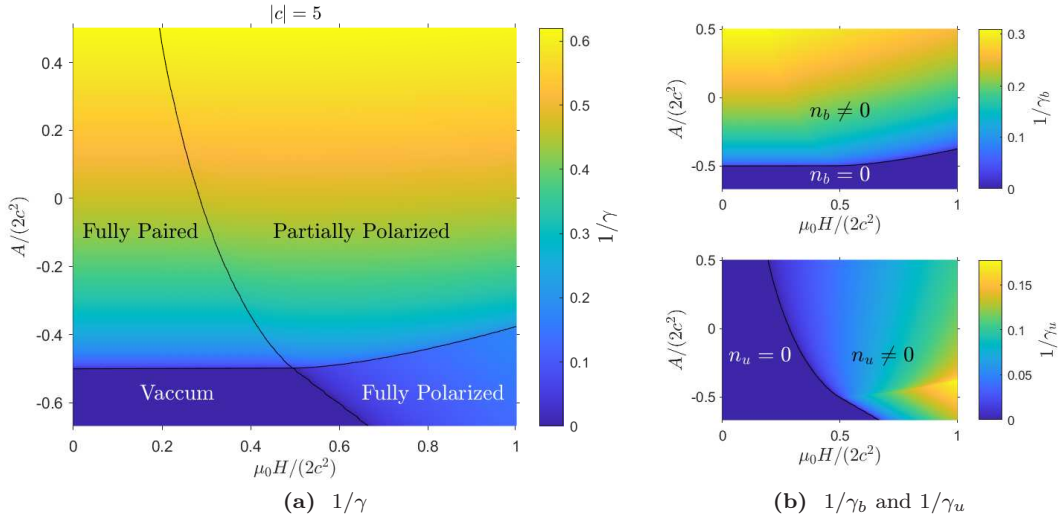 |c| = 5
0.4
0.2
0
-0.2
-0.4
-0.6
A/(2c²)
Fully Paired
Partially Polarized
Vaccum
Fully Polarized
0
0.2
0.4
0.6
0.8
1
μ₀H/(2c²)
0.6
0.5
0.4
0.3
0.2
0.1
0
1/γ
(a) 1/γ
0.5
0
-0.5
A/(2c²)
n_b ≠ 0
n_b = 0
0
0.5
1
μ₀H/(2c²)
0.3
0.2
0.1
0
1/γ_b
0.5
0
-0.5
A/(2c²)
n_u = 0
n_u ≠ 0
0
0.5
1
μ₀H/(2c²)
0.15
0.1
0.05
0
1/γ_u
(b) 1/γ_b and 1/γ_u